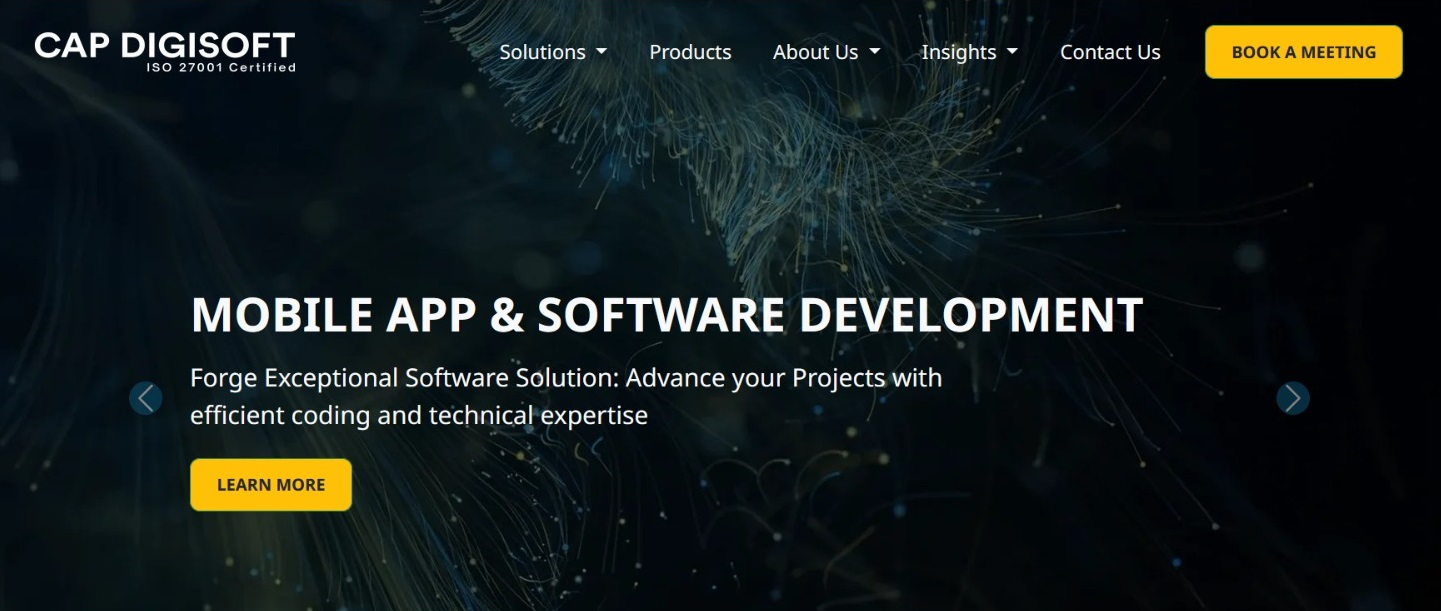 CAP DIGISOFT
ISO 27001 Certified
Solutions
Products
About Us
Insights
Contact Us
BOOK A MEETING
MOBILE APP & SOFTWARE DEVELOPMENT
Forge Exceptional Software Solution: Advance your Projects with
efficient coding and technical expertise
LEARN MORE